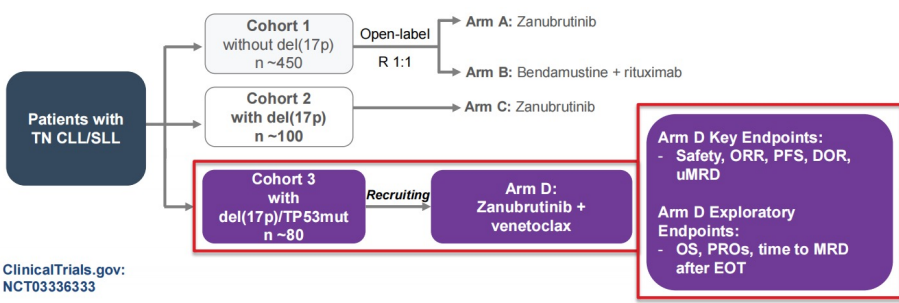 Patients with
TN CLL/SLL
Cohort 1
without del(17p)
n ~450
Open-label
R 1:1
Arm A: Zanubrutinib
Arm B: Bendamustine + rituximab
Cohort 2
with del(17p)
n ~100
Arm C: Zanubrutinib
Cohort 3
with
del(17p)/TP53mut
n ~80
Recruiting
Arm D:
Zanubrutinib +
venetoclax
Arm D Key Endpoints:
- Safety, ORR, PFS, DOR,
uMRD
Arm D Exploratory
Endpoints:
- OS, PROs, time to MRD
after EOT
ClinicalTrials.gov:
NCT03336333